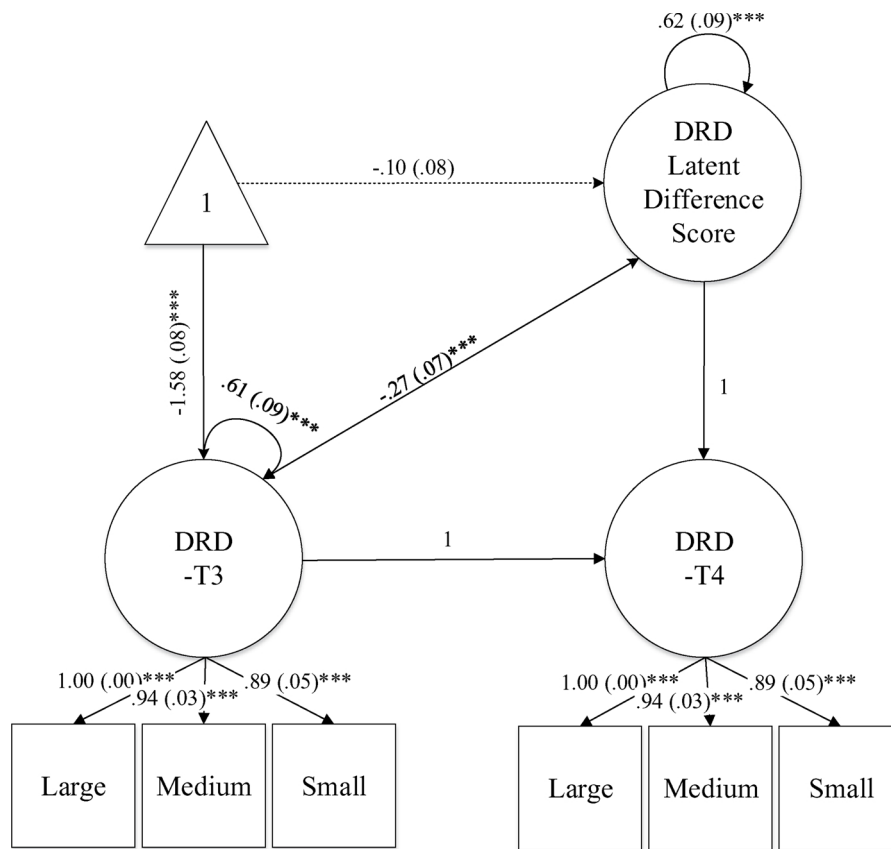 .62 (.09)***
DRD
Latent
Difference
Score
-.10 (.08)
1
-1.58 (.08)***
.61 (.09)***
-.27 (.07)***
1
DRD
-T3
1
DRD
-T4
1.00 (.00)***
.94 (.03)***
.89 (.05)***
1.00 (.00)***
.94 (.03)***
.89 (.05)***
Large
Medium
Small
Large
Medium
Small